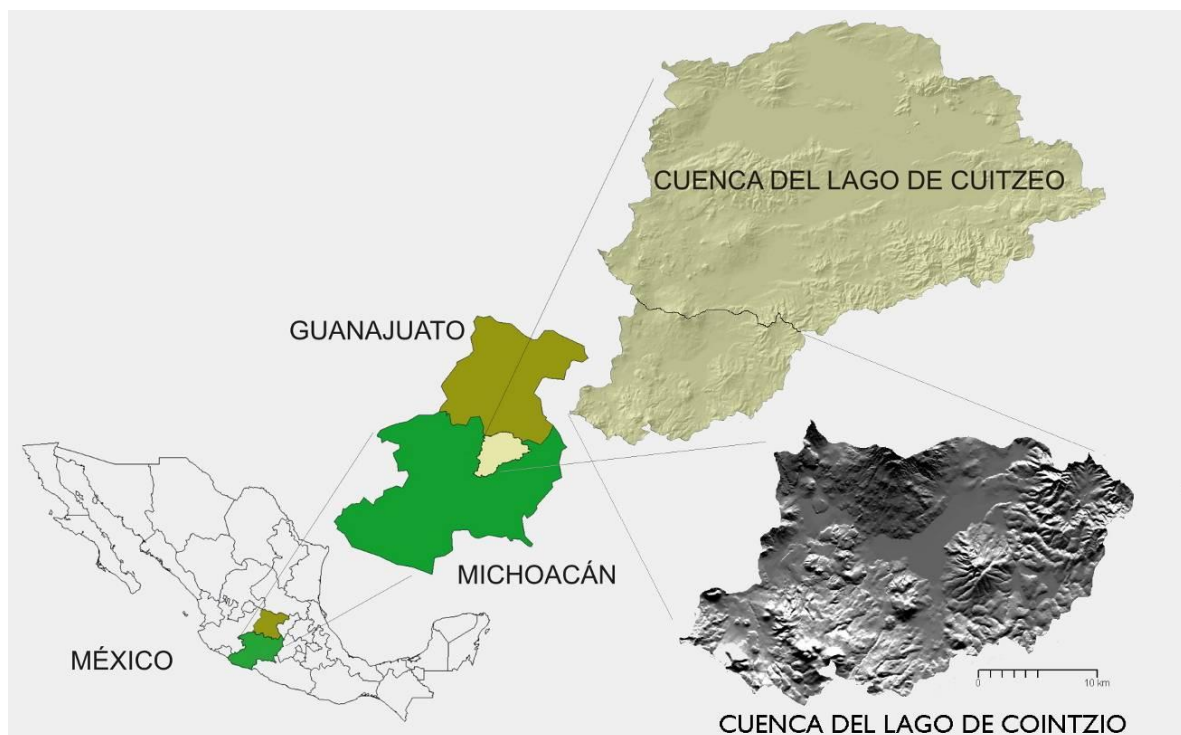 CUENCA DEL LAGO DE CUITZEO
GUANAJUATO
MICHOACÁN
MÉXICO
0 10 km
CUENCA DEL LAGO DE COINTZIO